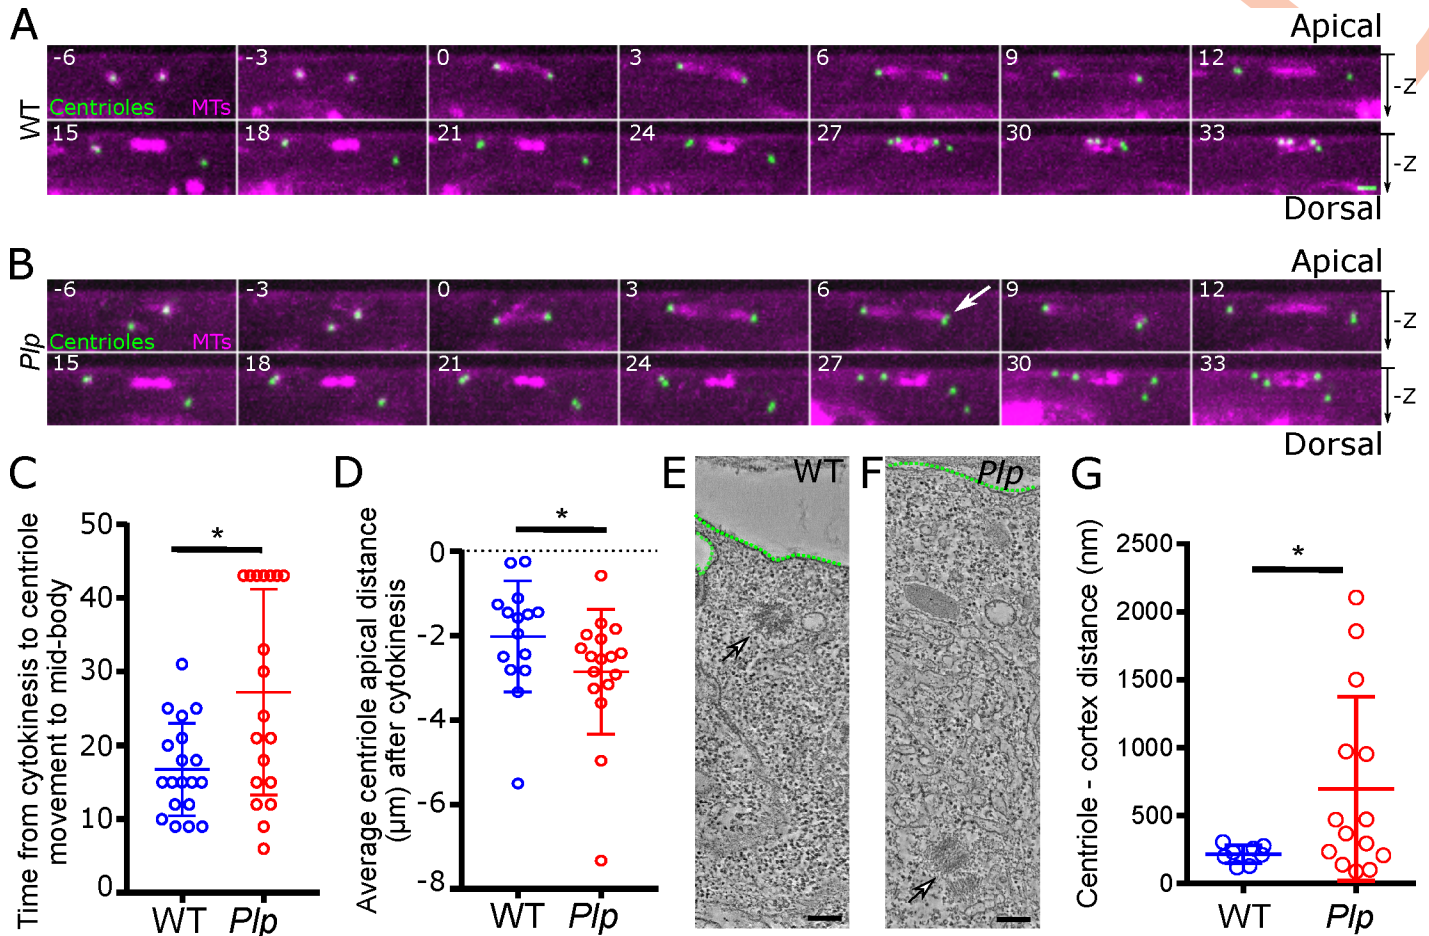 A
Apical
-6 -3 0 3 6 9 12
Centrioles MTs
-Z
WT
15 18 21 24 27 30 33
-Z
Dorsal
B
Apical
-6 -3 0 3 6 9 12
Centrioles MTs
-Z
Plp
15 18 21 24 27 30 33
-Z
Dorsal
C
Time from cytokinesis to centriole
movement to mid-body
50
40
30
20
10
0
*
WT Plp
D
Average centriole apical distance
(μm) after cytokinesis
0
-2
-4
-6
-8
*
WT Plp
E
WT
F
Plp
G
Centriole - cortex distance (nm)
2500
2000
1500
1000
500
0
*
WT Plp